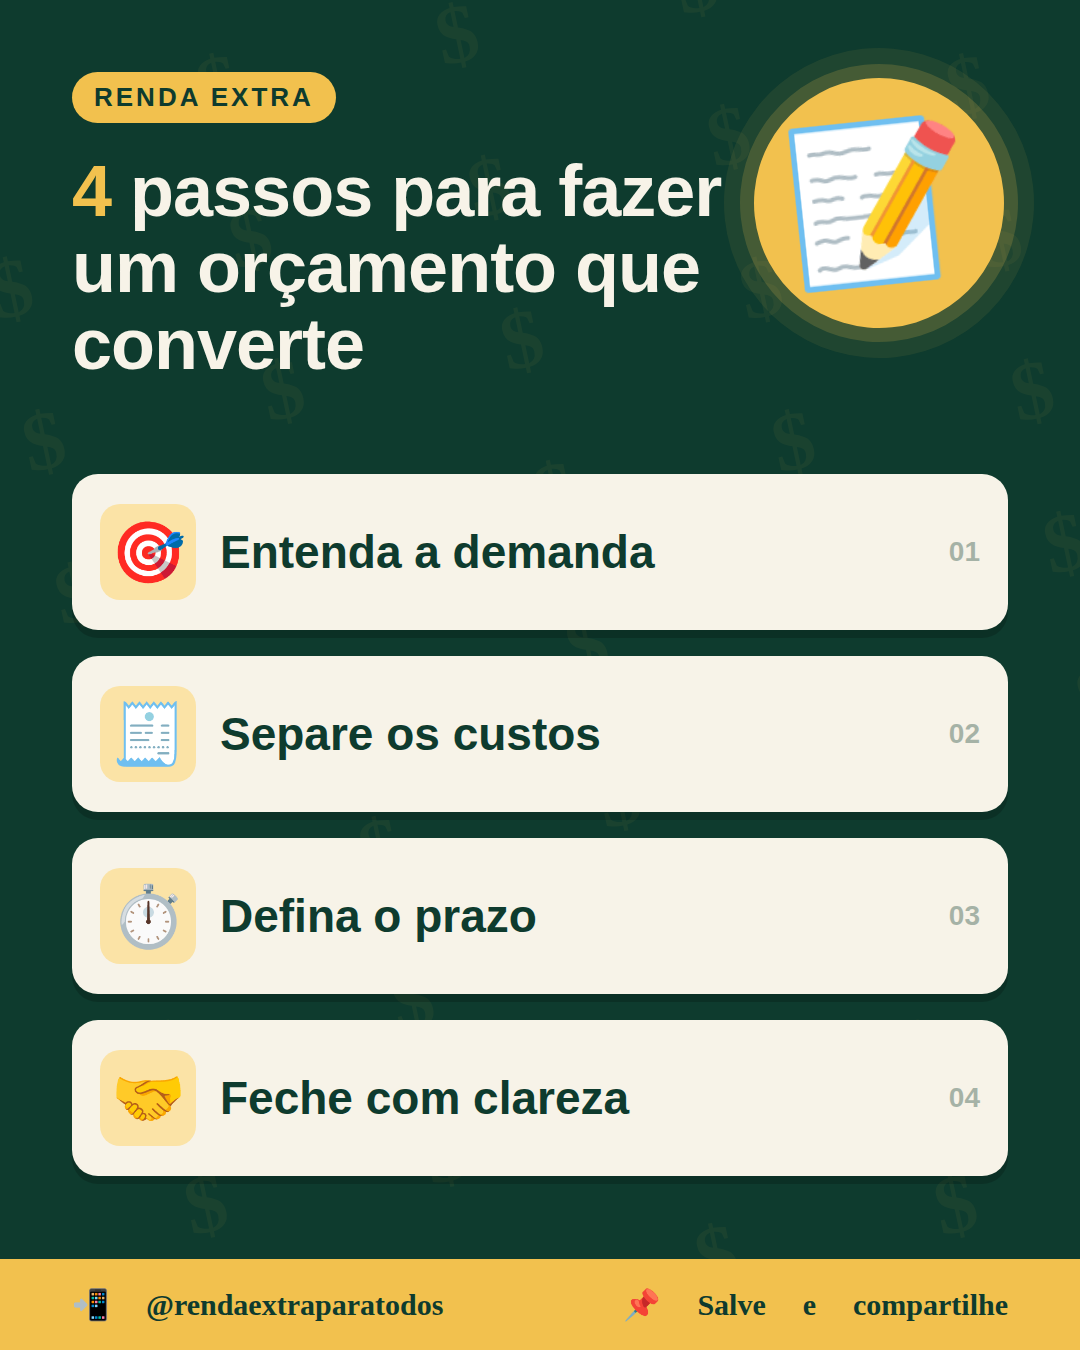 RENDA EXTRA
4 passos para fazer
um orçamento que
converte
Entenda a demanda
01
Separe os custos
02
Defina o prazo
03
Feche com clareza
04
@rendaextraparatodos
Salve e compartilhe